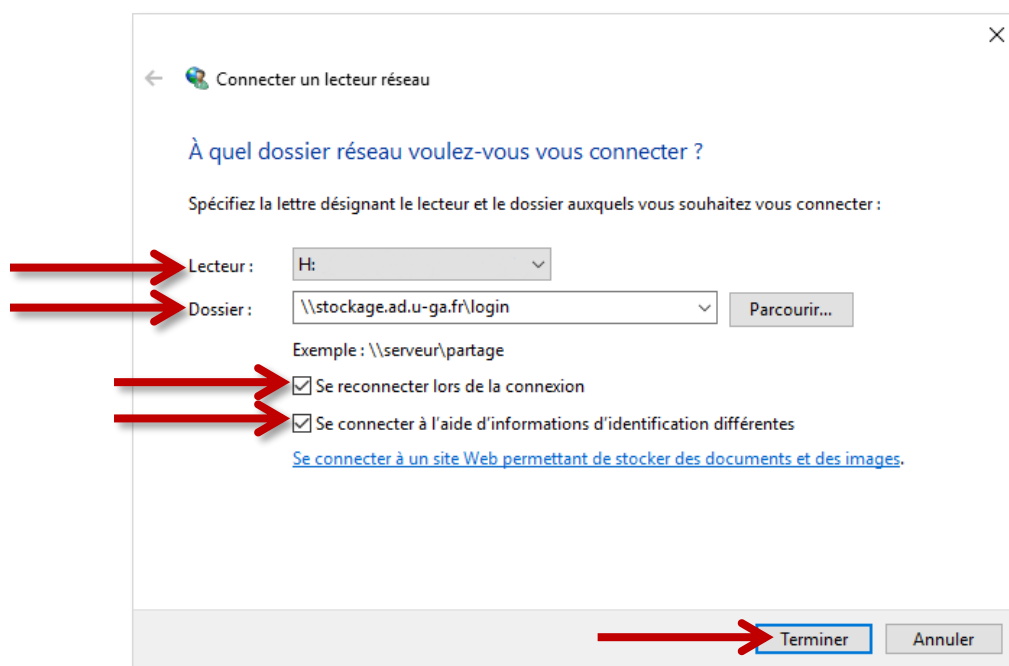 Connecter un lecteur réseau
À quel dossier réseau voulez-vous vous connecter ?
Spécifiez la lettre désignant le lecteur et le dossier auxquels vous souhaitez vous connecter :
Lecteur : H:
Dossier : \\stockage.ad.u-ga.fr\login Parcourir...
Exemple : \\serveur\partage
Se reconnecter lors de la connexion
Se connecter à l'aide d'informations d'identification différentes
Se connecter à un site Web permettant de stocker des documents et des images.
Terminer Annuler